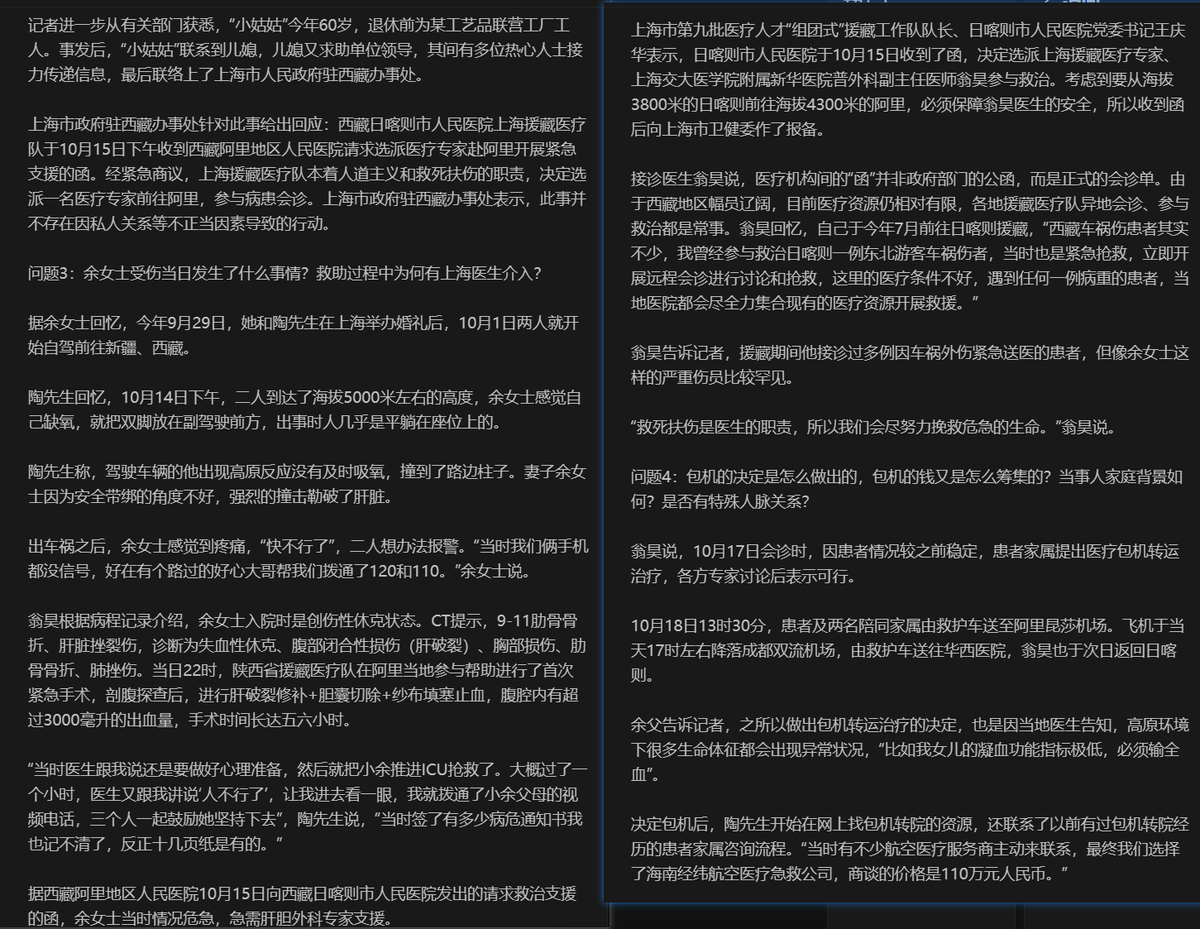 记者进一步从有关部门获悉，“小姑姑”今年60岁，退休前为某工艺品联营工厂工
人。事发后，“小姑姑”联系到儿媳，儿媳又求助单位领导，其间有多位热心人士接
力传递信息，最后联络上了上海市人民政府驻西藏办事处。
上海市政府驻西藏办事处针对此事给出回应：西藏日喀则市人民医院上海援藏医疗
队于10月15日下午收到西藏阿里地区人民医院请求选派医疗专家赴阿里开展紧急
支援的函。经紧急商议，上海援藏医疗队本着人道主义和救死扶伤的职责，决定选
派一名医疗专家前往阿里，参与病患会诊。上海市政府驻西藏办事处表示，此事并
不存在因私人关系等不正当因素导致的行动。
问题3：余女士受伤当日发生了什么事情？救助过程中为何有上海医生介入？
据余女士回忆，今年9月29日，她和陶先生在上海举办婚礼后，10月1日两人就开
始自驾前往新疆、西藏。
陶先生回忆，10月14日下午，二人到达了海拔5000米左右的高度，余女士感觉自
己缺氧，就把双脚放在副驾驶前方，出事时人几乎是平躺在座位上的。
陶先生称，驾驶车辆的他出现高原反应没有及时吸氧，撞到了路边柱子。妻子余女
士因为安全带绑的角度不好，强烈的撞击勒破了肝脏。
出车祸之后，余女士感觉到疼痛，“快不行了”，二人想办法报警。“当时我们俩手机
都没信号，好在有个路过的好心大哥帮我们拨通了120和110。”余女士说。
翁昊根据病程记录介绍，余女士入院时是创伤性休克状态。CT提示，9-11肋骨骨
折、肝脏挫裂伤，诊断为失血性休克、腹部闭合性损伤（肝破裂）、胸部损伤、肋
骨骨折、肺挫伤。当日22时，陕西省援藏医疗队在阿里当地参与帮助进行了首次
紧急手术，剖腹探查后，进行肝破裂修补+胆囊切除+纱布填塞止血，腹腔内有超
过3000毫升的出血量，手术时间长达五六小时。
“当时医生跟我说还是要做好心理准备，然后就把小余推进ICU抢救了。大概过了一
个小时，医生又跟我讲说‘人不行了’，让我进去看一眼，我就拨通了小余父母的视
频电话，三个人一起鼓励她坚持下去”，陶先生说，“当时签了有多少病危通知书我
也记不清了，反正十几页纸是有的。”
据西藏阿里地区人民医院10月15日向西藏日喀则市人民医院发出的请求救治支援
的函，余女士当时情况危急，急需肝胆外科专家支援。
上海市第九批医疗人才“组团式”援藏工作队队长、日喀则市人民医院党委书记王庆
华表示，日喀则市人民医院于10月15日收到了函，决定选派上海援藏医疗专家、
上海交大医学院附属新华医院普外科副主任医师翁昊参与救治。考虑到要从海拔
3800米的日喀则前往海拔4300米的阿里，必须保障翁昊医生的安全，所以收到函
后向上海市卫健委作了报备。
接诊医生翁昊说，医疗机构间的“函”并非政府部门的公函，而是正式的会诊单。由
于西藏地区幅员辽阔，目前医疗资源仍相对有限，各地援藏医疗队异地会诊、参与
救治都是常事。翁昊回忆，自己于今年7月前往日喀则援藏，“西藏车祸伤患者其实
不少，我曾经参与救治日喀则一例东北游客车祸伤者，当时也是紧急抢救，立即开
展远程会诊进行讨论和抢救，这里的医疗条件不好，遇到任何一例病重的患者，当
地医院都会尽全力集合现有的医疗资源开展救援。”
翁昊告诉记者，援藏期间他接诊过多例因车祸外伤紧急送医的患者，但像余女士这
样的严重伤员比较罕见。
“救死扶伤是医生的职责，所以我们会尽努力挽救危急的生命。”翁昊说。
问题4：包机的决定是怎么做出的，包机的钱又是怎么筹集的？当事人家庭背景如
何？是否有特殊人脉关系？
翁昊说，10月17日会诊时，因患者情况较之前稳定，患者家属提出医疗包机转运
治疗，各方专家讨论后表示可行。
10月18日13时30分，患者及两名陪同家属由救护车送至阿里昆莎机场。飞机于当
天17时左右降落成都双流机场，由救护车送往华西医院，翁昊也于次日返回日喀
则。
余父告诉记者，之所以做出包机转运治疗的决定，也是因当地医生告知，高原环境
下很多生命体征都会出现异常状况，“比如我女儿的凝血功能指标极低，必须输全
血”。
决定包机后，陶先生开始在网上找包机转院的资源，还联系了以前有过包机转院经
历的患者家属咨询流程。“当时有不少航空医疗服务商主动来联系，最终我们选择
了海南经纬航空医疗急救公司，商谈的价格是110万元人民币。”